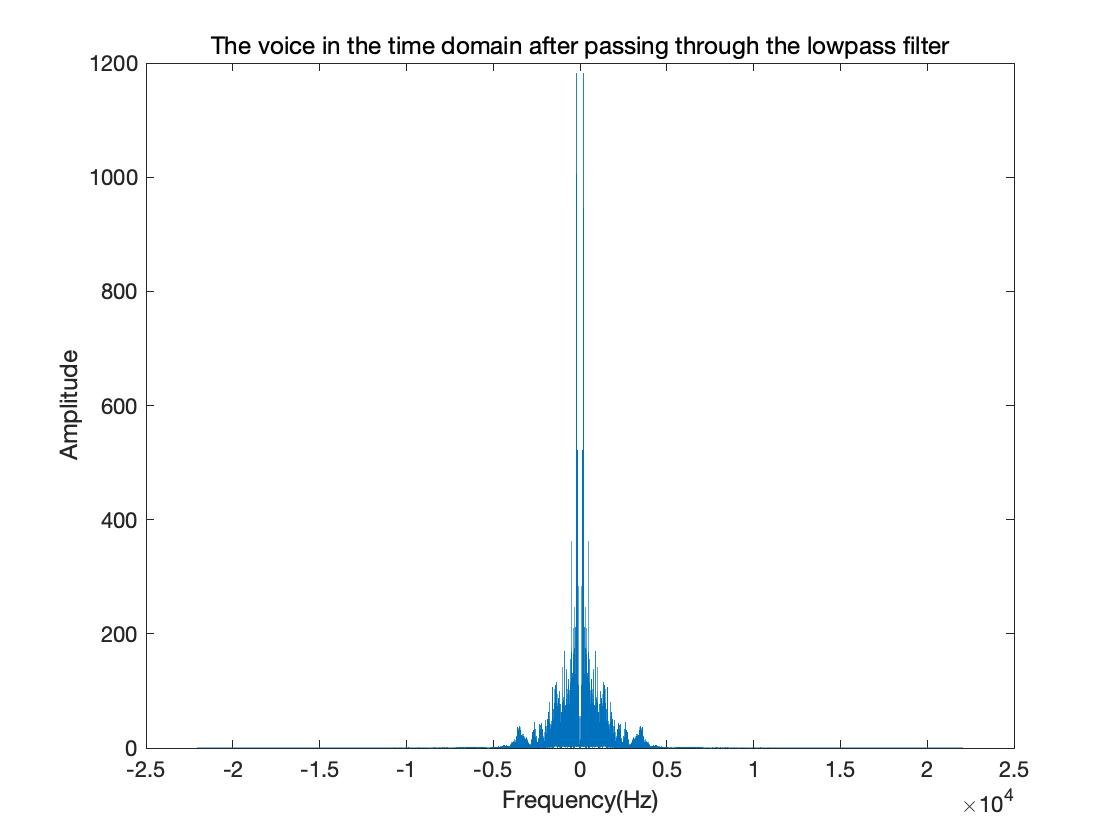 The voice in the time domain after passing through the lowpass filter
1200
1000
800
600
400
200
0
Amplitude
-2.5 -2 -1.5 -1 -0.5 0 0.5 1 1.5 2 2.5
Frequency(Hz)
×10⁴